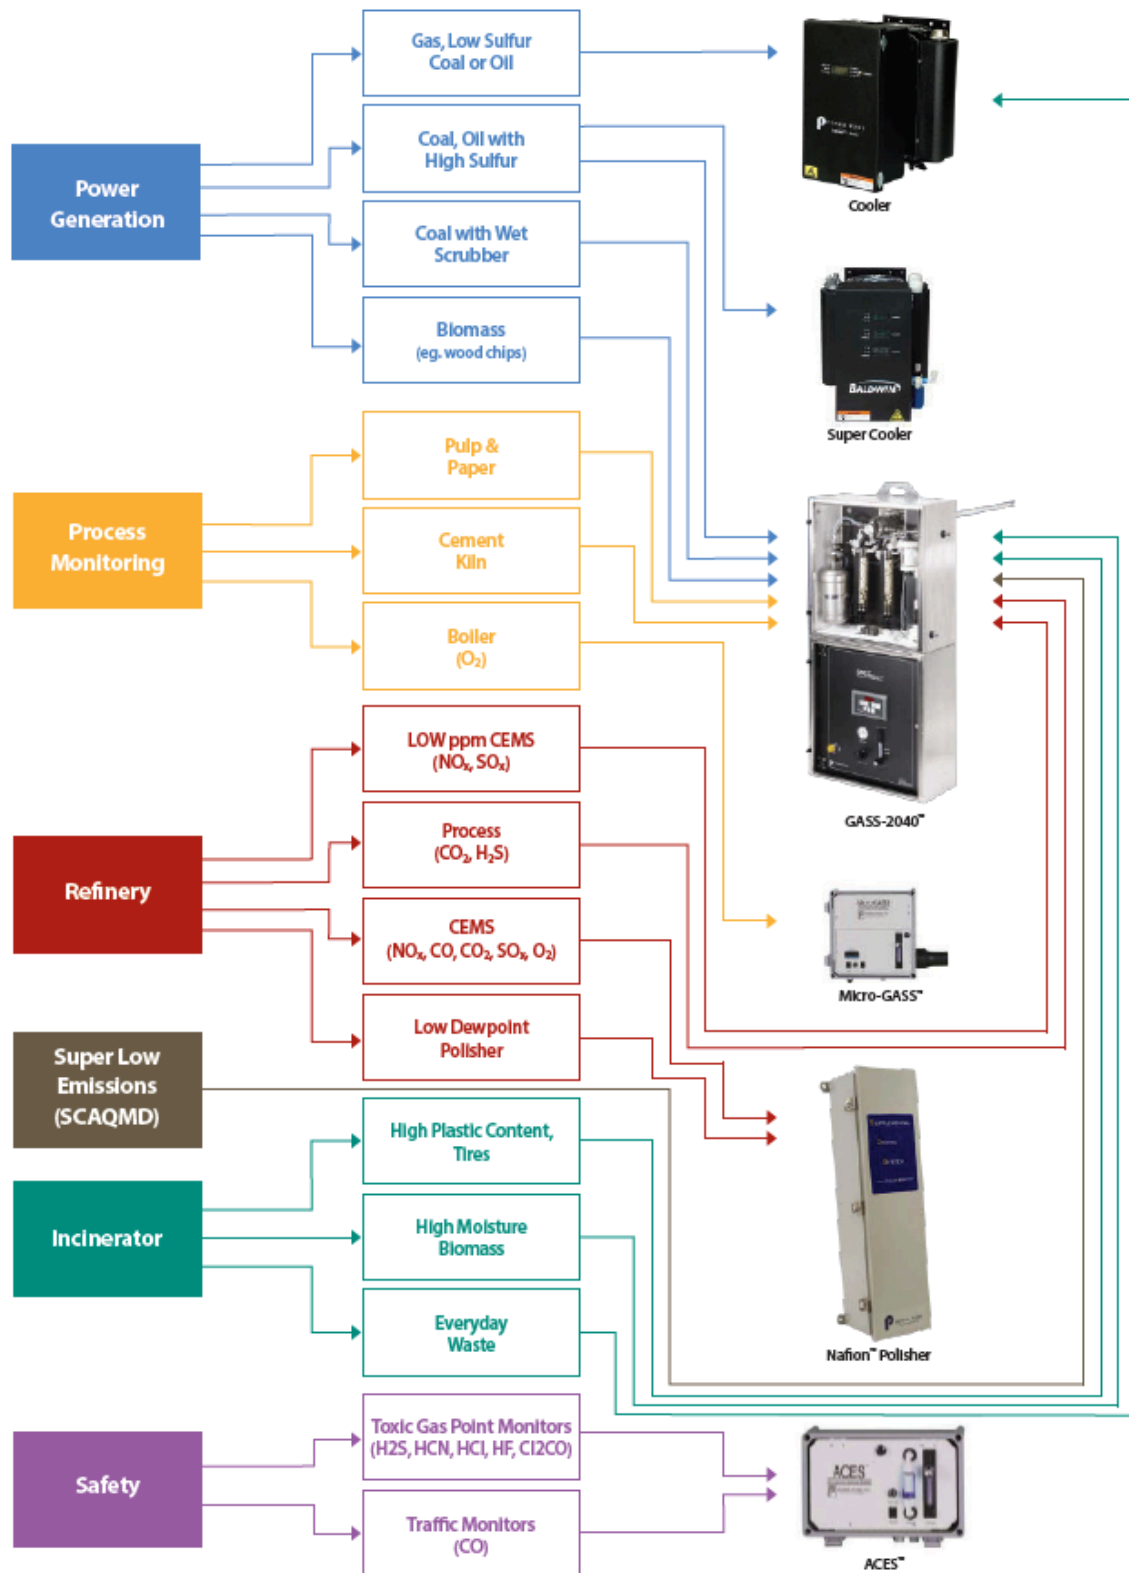 Gas, Low Sulfur
Coal or Oil
Coal, Oil with
High Sulfur
Power
Generation
Coal with Wet
Scrubber
Biomass
(eg. wood chips)
Cooler
BALDWIN
Super Cooler
Pulp &
Paper
Process
Monitoring
Cement
Kiln
Boiler
(O₂)
LOW ppm CEMS
(NOₓ, SOₓ)
GASS-2040™
Process
(CO₂, H₂S)
Refinery
CEMS
(NOₓ, CO, CO₂, SOₓ, O₂)
MicroGASS
Micro-GASS™
Low Dewpoint
Polisher
Super Low
Emissions
(SCAQMD)
High Plastic Content,
Tires
Incinerator
High Moisture
Biomass
Everyday
Waste
Nafion™ Polisher
Toxic Gas Point Monitors
(H2S, HCN, HCl, HF, Cl2CO)
Safety
Traffic Monitors
(CO)
ACES
ACES™